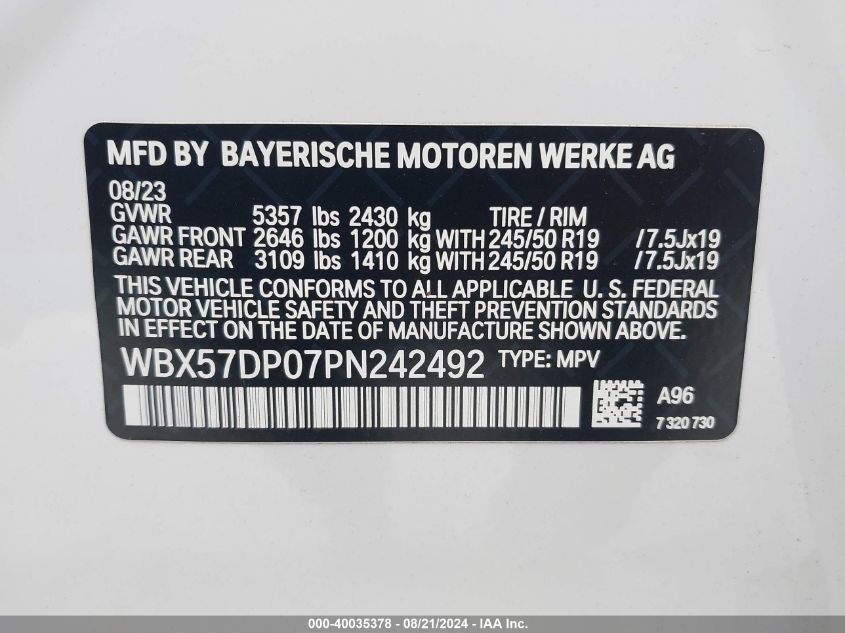 MFD BY BAYERISCHE MOTOREN WERKE AG
08/23
GVWR 5357 lbs 2430 kg TIRE / RIM
GAWR FRONT 2646 lbs 1200 kg WITH 245/50 R19 /7.5Jx19
GAWR REAR 3109 lbs 1410 kg WITH 245/50 R19 /7.5Jx19
THIS VEHICLE CONFORMS TO ALL APPLICABLE U. S. FEDERAL
MOTOR VEHICLE SAFETY AND THEFT PREVENTION STANDARDS
IN EFFECT ON THE DATE OF MANUFACTURE SHOWN ABOVE.
WBX57DP07PN242492 TYPE: MPV
A96
7 320 730
000-40035378 - 08/21/2024 - IAA Inc.